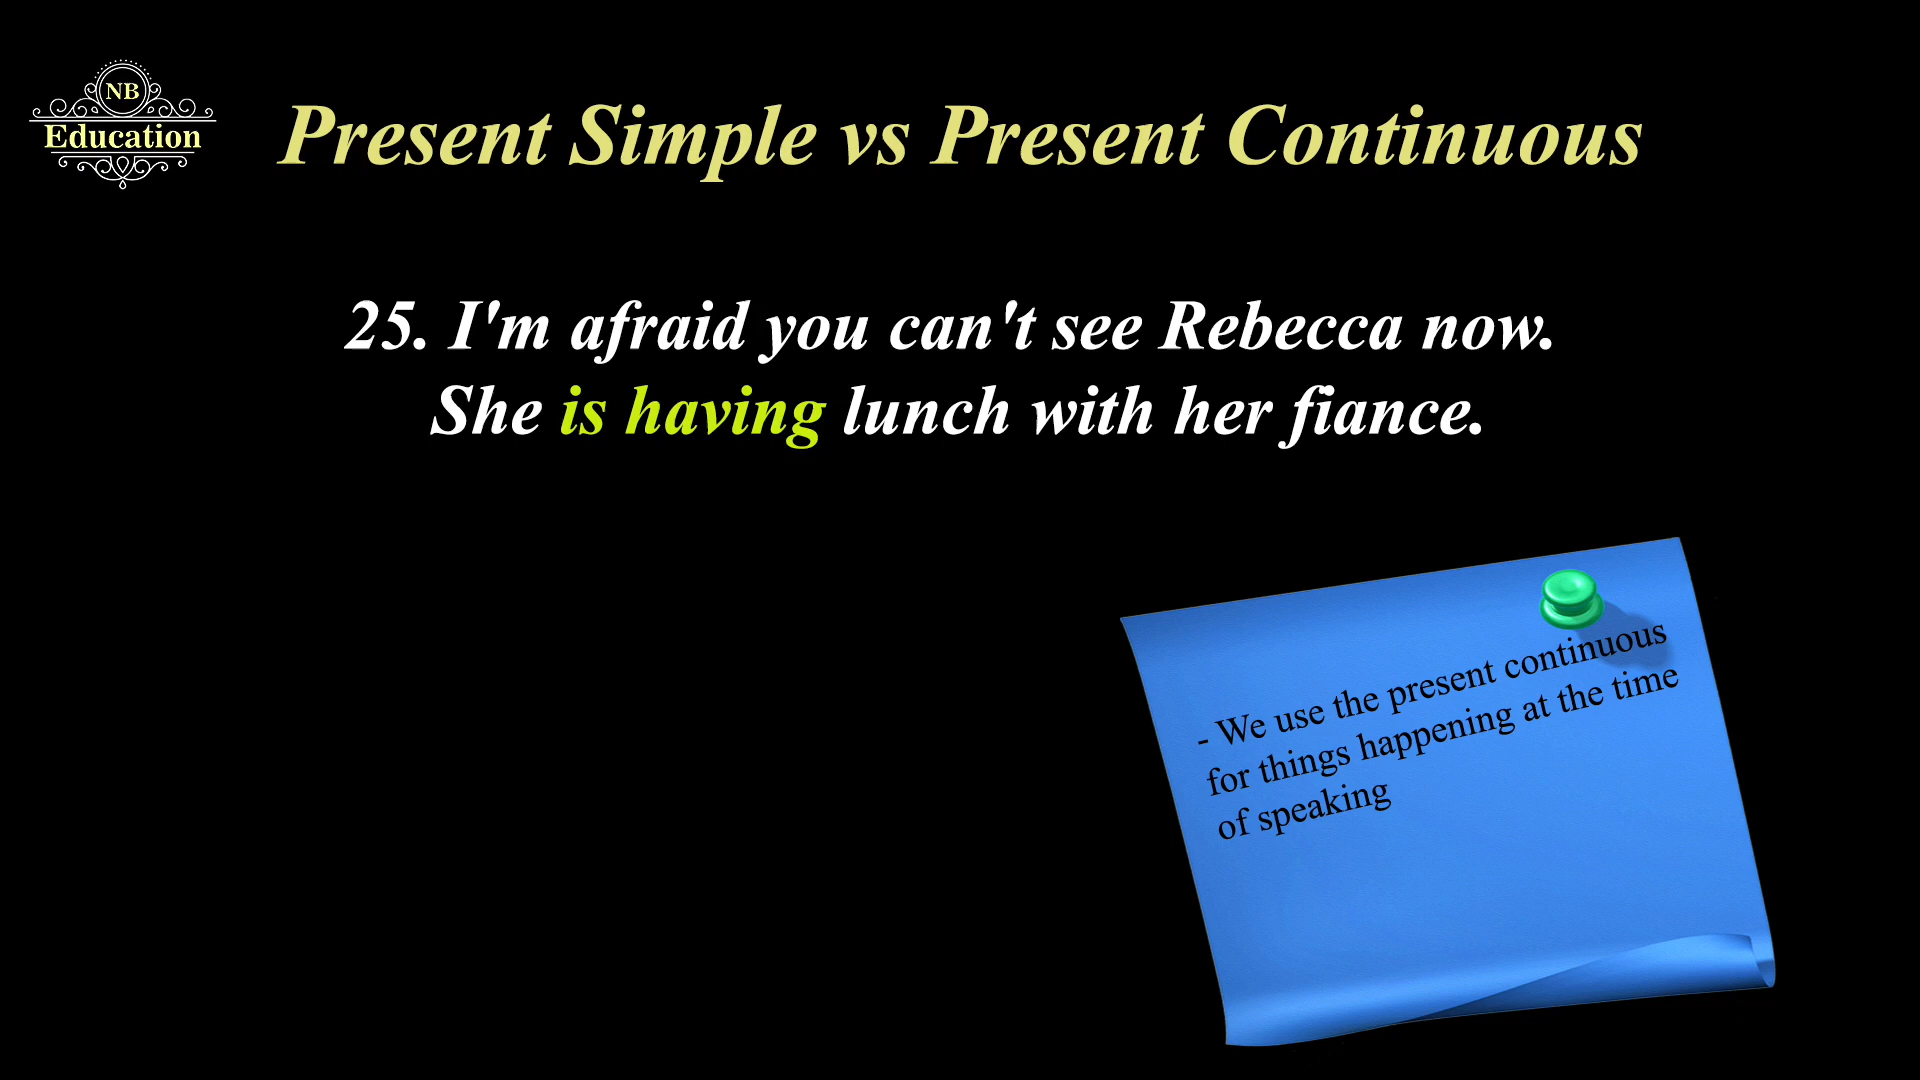 NB
Education
Present Simple vs Present Continuous
25. I'm afraid you can't see Rebecca now.
She is having lunch with her fiance.
- We use the present continuous
for things happening at the time
of speaking